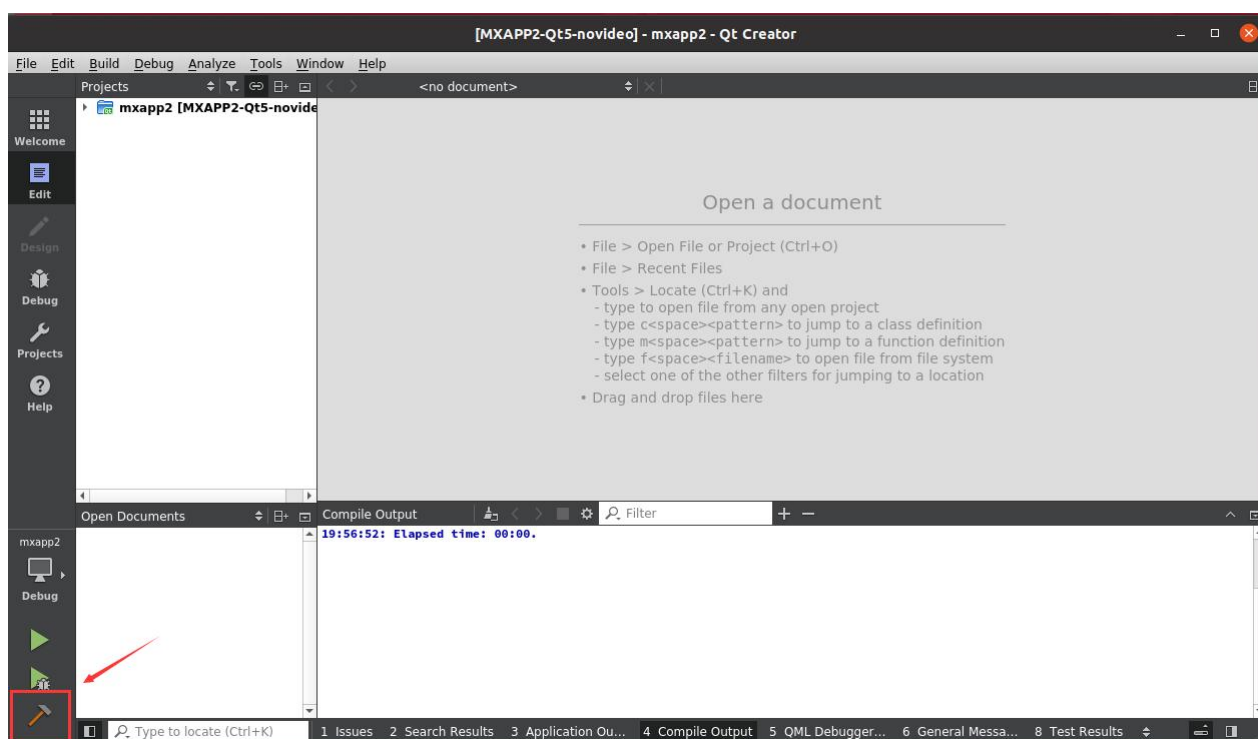 [MXAPP2-Qt5-novideo] - mxapp2 - Qt Creator
File Edit Build Debug Analyze Tools Window Help
Projects <no document>
mxapp2 [MXAPP2-Qt5-novide
Welcome
Edit
Design
Debug
Projects
Help
Open a document
• File > Open File or Project (Ctrl+O)
• File > Recent Files
• Tools > Locate (Ctrl+K) and
- type to open file from any open project
- type c<space><pattern> to jump to a class definition
- type m<space><pattern> to jump to a function definition
- type f<space><filename> to open file from file system
- select one of the other filters for jumping to a location
• Drag and drop files here
Open Documents
Compile Output Filter
19:56:52: Elapsed time: 00:00.
mxapp2
Debug
Type to locate (Ctrl+K) 1 Issues 2 Search Results 3 Application Ou... 4 Compile Output 5 QML Debugger... 6 General Messa... 8 Test Results